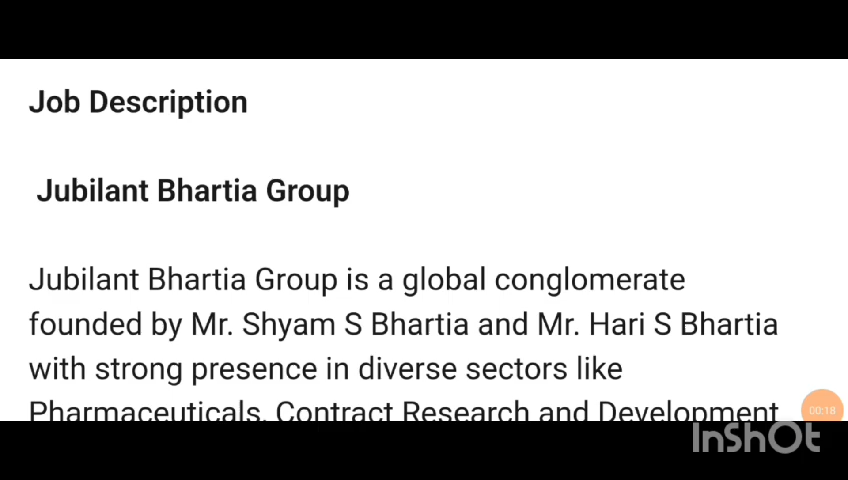 Job Description
Jubilant Bhartia Group
Jubilant Bhartia Group is a global conglomerate
founded by Mr. Shyam S Bhartia and Mr. Hari S Bhartia
with strong presence in diverse sectors like
Pharmaceuticals, Contract Research and Development
00:18
InShOt